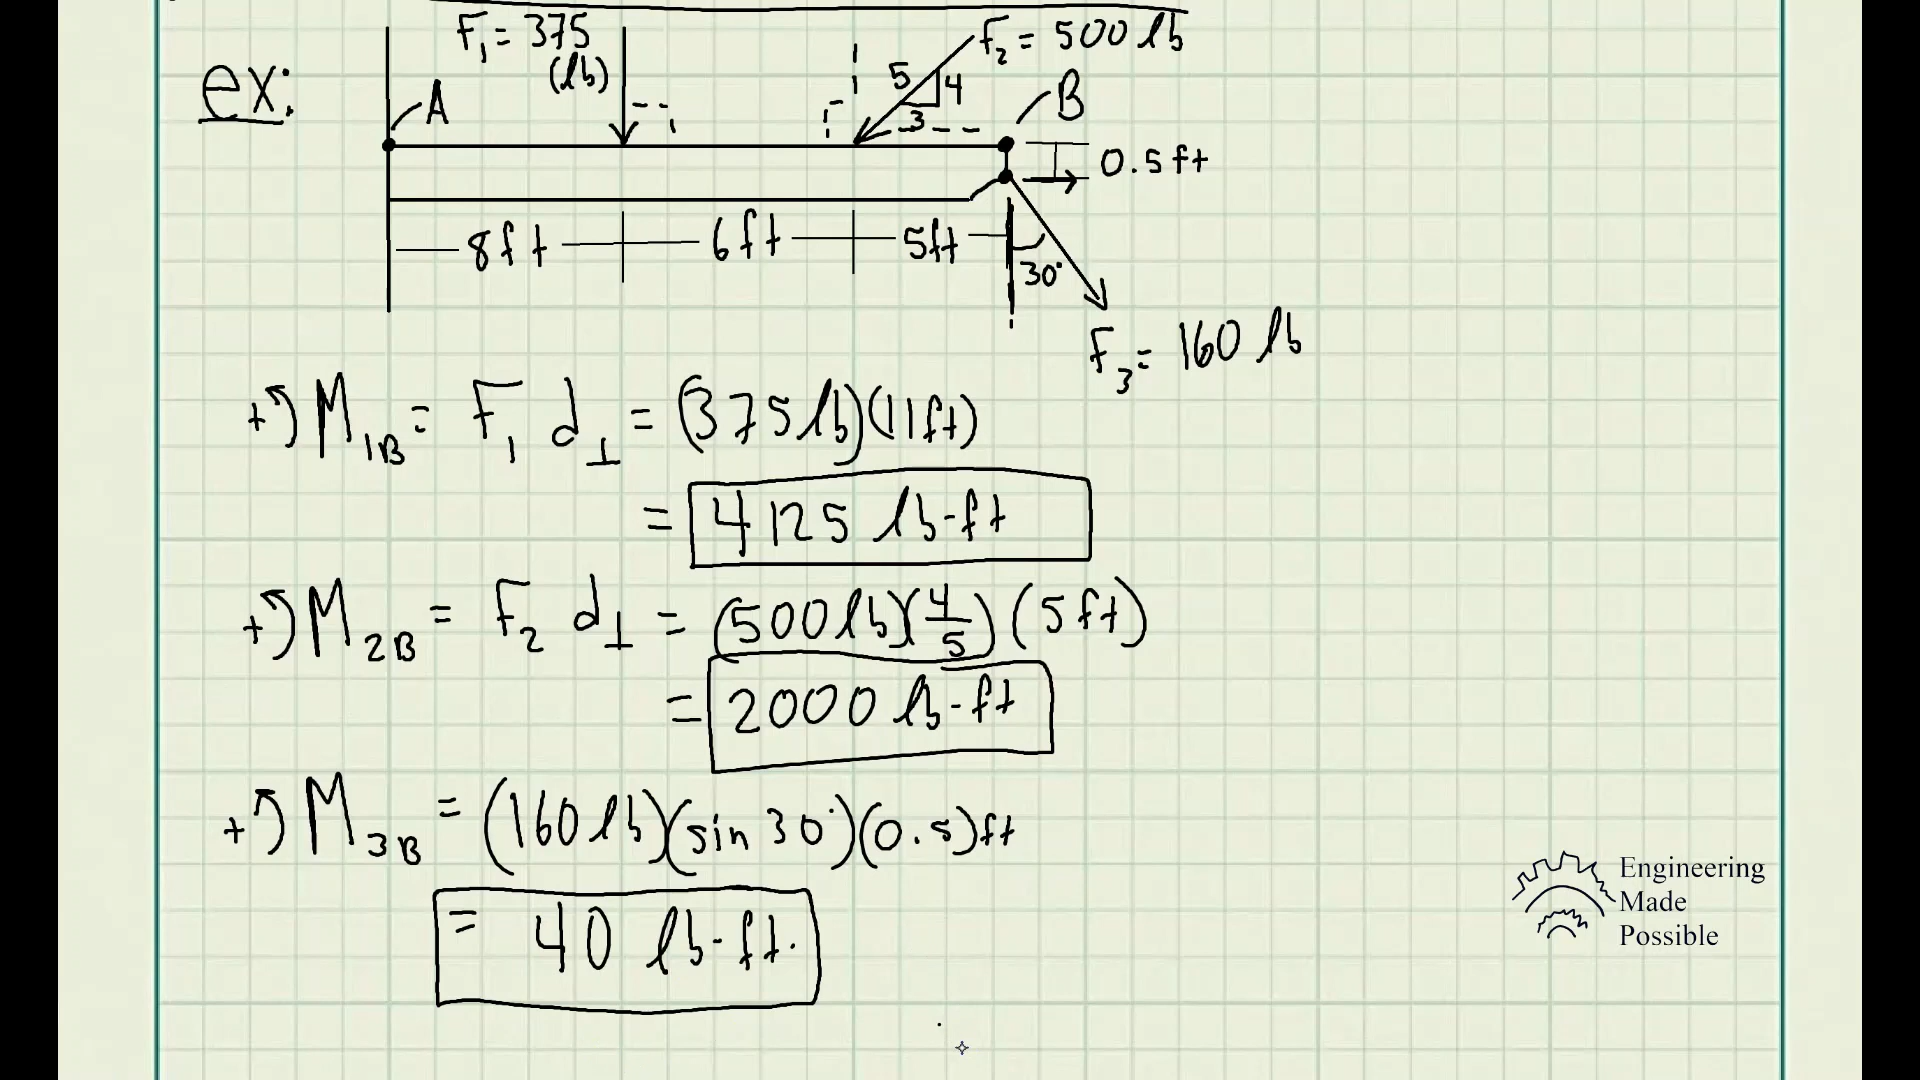 F₁ = 375
(lb)
F₂ = 500 lb
ex:
A
5
4
3
B
0.5 ft
8 ft
6 ft
5 ft
30°
F₃ = 160 lb
+↺ M₁B = F₁ d⊥ = (375 lb)(11 ft)
= 4125 lb-ft
+↺ M₂B = F₂ d⊥ = (500 lb)(4/5)(5 ft)
= 2000 lb-ft
+↺ M₃B = (160 lb)(sin 30°)(0.5) ft
= 40 lb-ft.
Engineering
Made
Possible